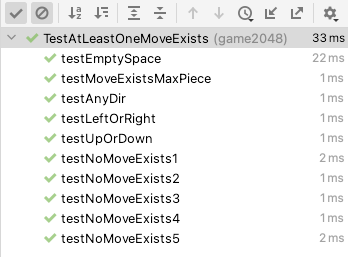 TestAtLeastOneMoveExists (game2048) 33 ms
testEmptySpace 22 ms
testMoveExistsMaxPiece 1 ms
testAnyDir 1 ms
testLeftOrRight 1 ms
testUpOrDown 1 ms
testNoMoveExists1 2 ms
testNoMoveExists2 1 ms
testNoMoveExists3 1 ms
testNoMoveExists4 1 ms
testNoMoveExists5 2 ms